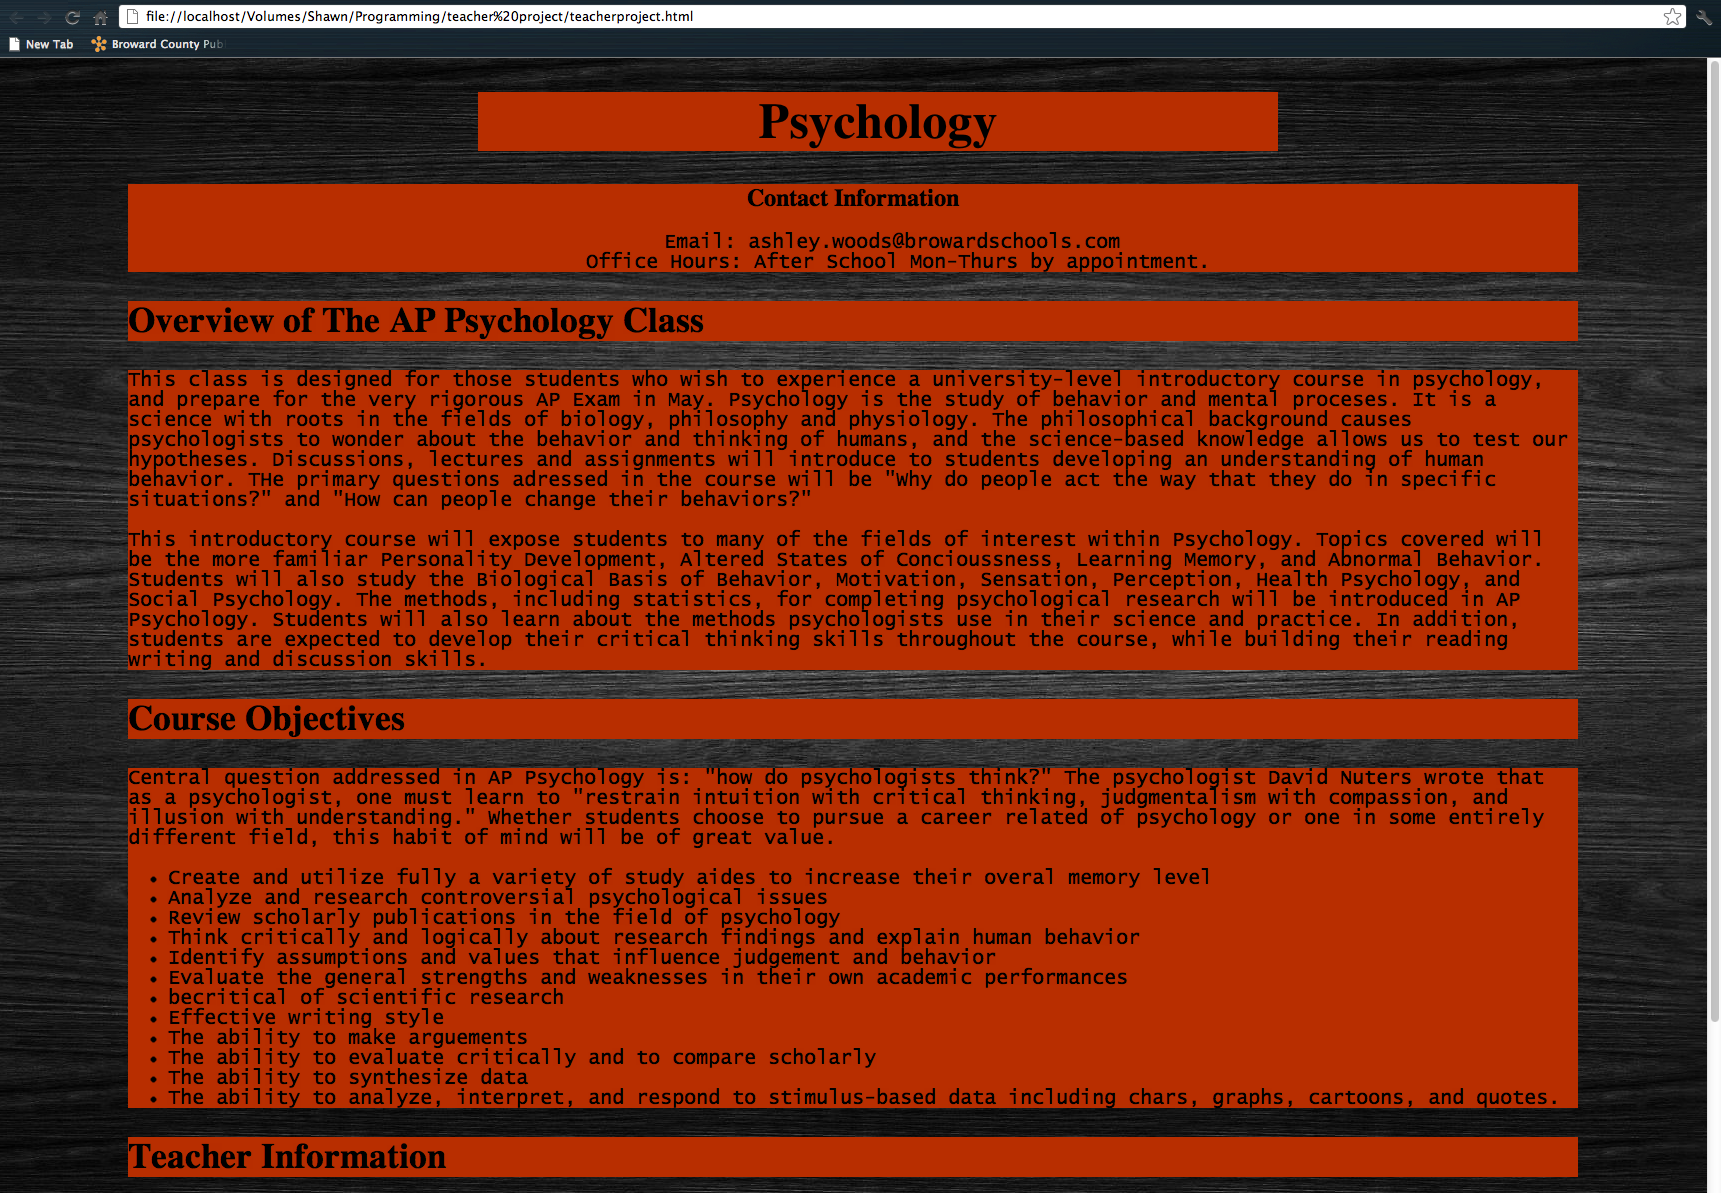 file://localhost/Volumes/Shawn/Programming/teacher%20project/teacherproject.html
New Tab
Broward County Pub
Psychology
Contact Information
Email: ashley.woods@browardschools.com
Office Hours: After School Mon-Thurs by appointment.
Overview of The AP Psychology Class
This class is designed for those students who wish to experience a university-level introductory course in psychology,
and prepare for the very rigorous AP Exam in May. Psychology is the study of behavior and mental proceses. It is a
science with roots in the fields of biology, philosophy and physiology. The philosophical background causes
psychologists to wonder about the behavior and thinking of humans, and the science-based knowledge allows us to test our
hypotheses. Discussions, lectures and assignments will introduce to students developing an understanding of human
behavior. THe primary questions adressed in the course will be "Why do people act the way that they do in specific
situations?" and "How can people change their behaviors?"
This introductory course will expose students to many of the fields of interest within Psychology. Topics covered will
be the more familiar Personality Development, Altered States of Concioussness, Learning Memory, and Abnormal Behavior.
Students will also study the Biological Basis of Behavior, Motivation, Sensation, Perception, Health Psychology, and
Social Psychology. The methods, including statistics, for completing psychological research will be introduced in AP
Psychology. Students will also learn about the methods psychologists use in their science and practice. In addition,
students are expected to develop their critical thinking skills throughout the course, while building their reading
writing and discussion skills.
Course Objectives
Central question addressed in AP Psychology is: "how do psychologists think?" The psychologist David Nuters wrote that
as a psychologist, one must learn to "restrain intuition with critical thinking, judgmentalism with compassion, and
illusion with understanding." Whether students choose to pursue a career related of psychology or one in some entirely
different field, this habit of mind will be of great value.
• Create and utilize fully a variety of study aides to increase their overal memory level
• Analyze and research controversial psychological issues
• Review scholarly publications in the field of psychology
• Think critically and logically about research findings and explain human behavior
• Identify assumptions and values that influence judgement and behavior
• Evaluate the general strengths and weaknesses in their own academic performances
• becritical of scientific research
• Effective writing style
• The ability to make arguements
• The ability to evaluate critically and to compare scholarly
• The ability to synthesize data
• The ability to analyze, interpret, and respond to stimulus-based data including chars, graphs, cartoons, and quotes.
Teacher Information